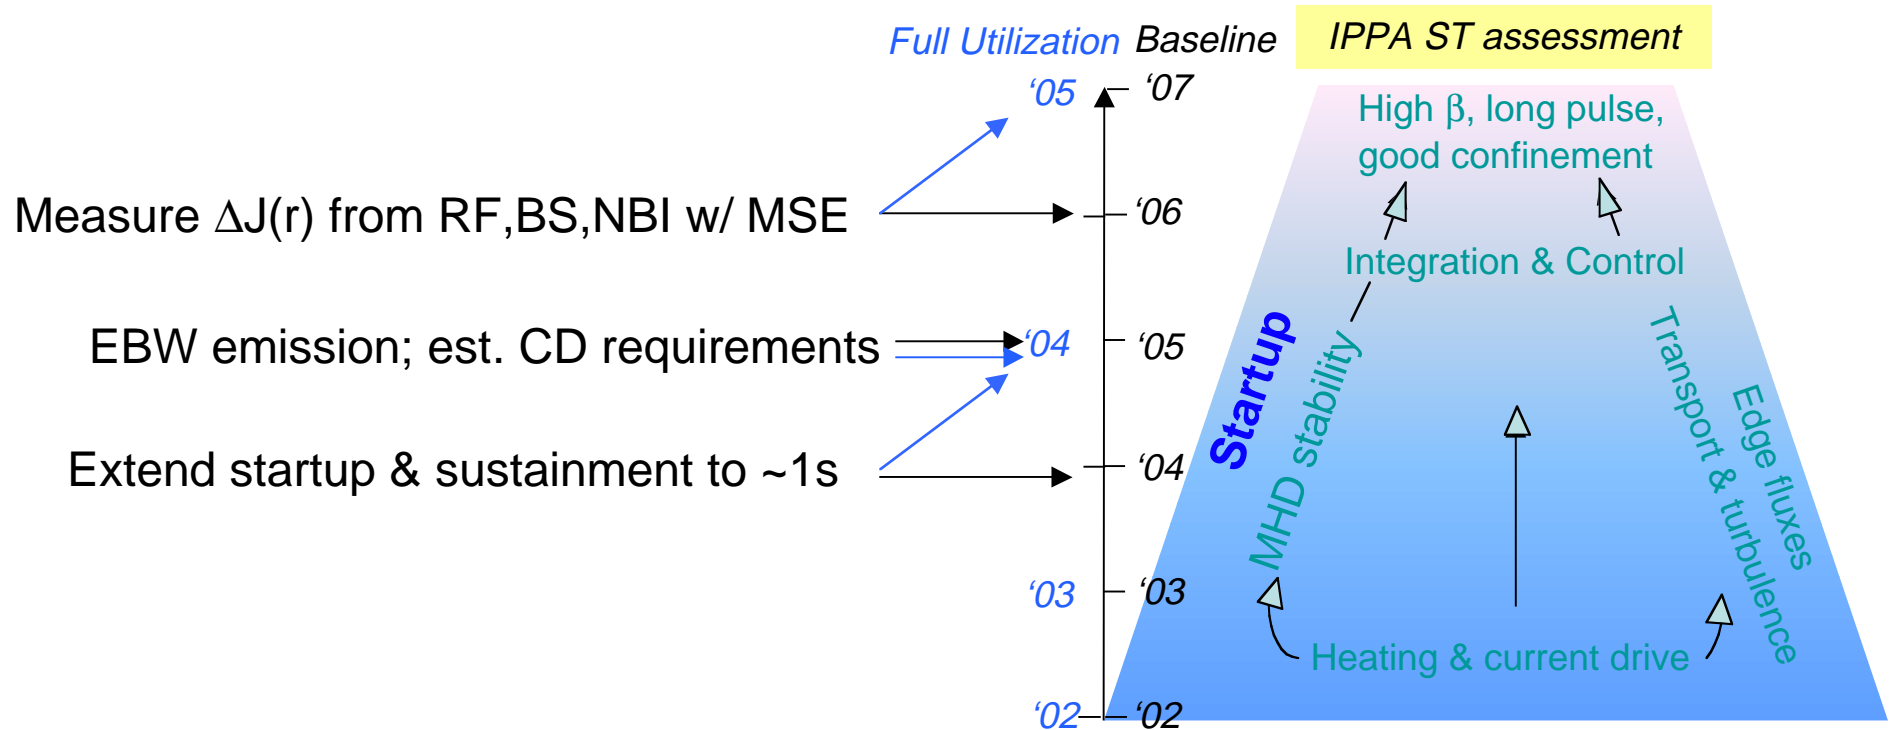 Full Utilization Baseline
IPPA ST assessment
‘05
‘07
High β, long pulse,
good confinement
Measure ΔJ(r) from RF,BS,NBI w/ MSE
‘06
Integration & Control
EBW emission; est. CD requirements
‘04
‘05
Startup
MHD stability
Transport & turbulence
Edge fluxes
Extend startup & sustainment to ~1s
‘04
‘03
‘03
Heating & current drive
‘02
‘02